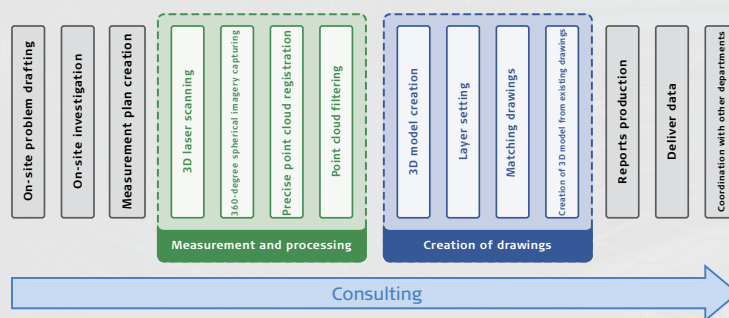 On-site problem drafting
On-site investigation
Measurement plan creation
3D laser scanning
360-degree spherical imagery capturing
Precise point cloud registration
Point cloud filtering
Measurement and processing
3D model creation
Layer setting
Matching drawings
Creation of 3D model from existing drawings
Creation of drawings
Reports production
Deliver data
Coordination with other departments
Consulting